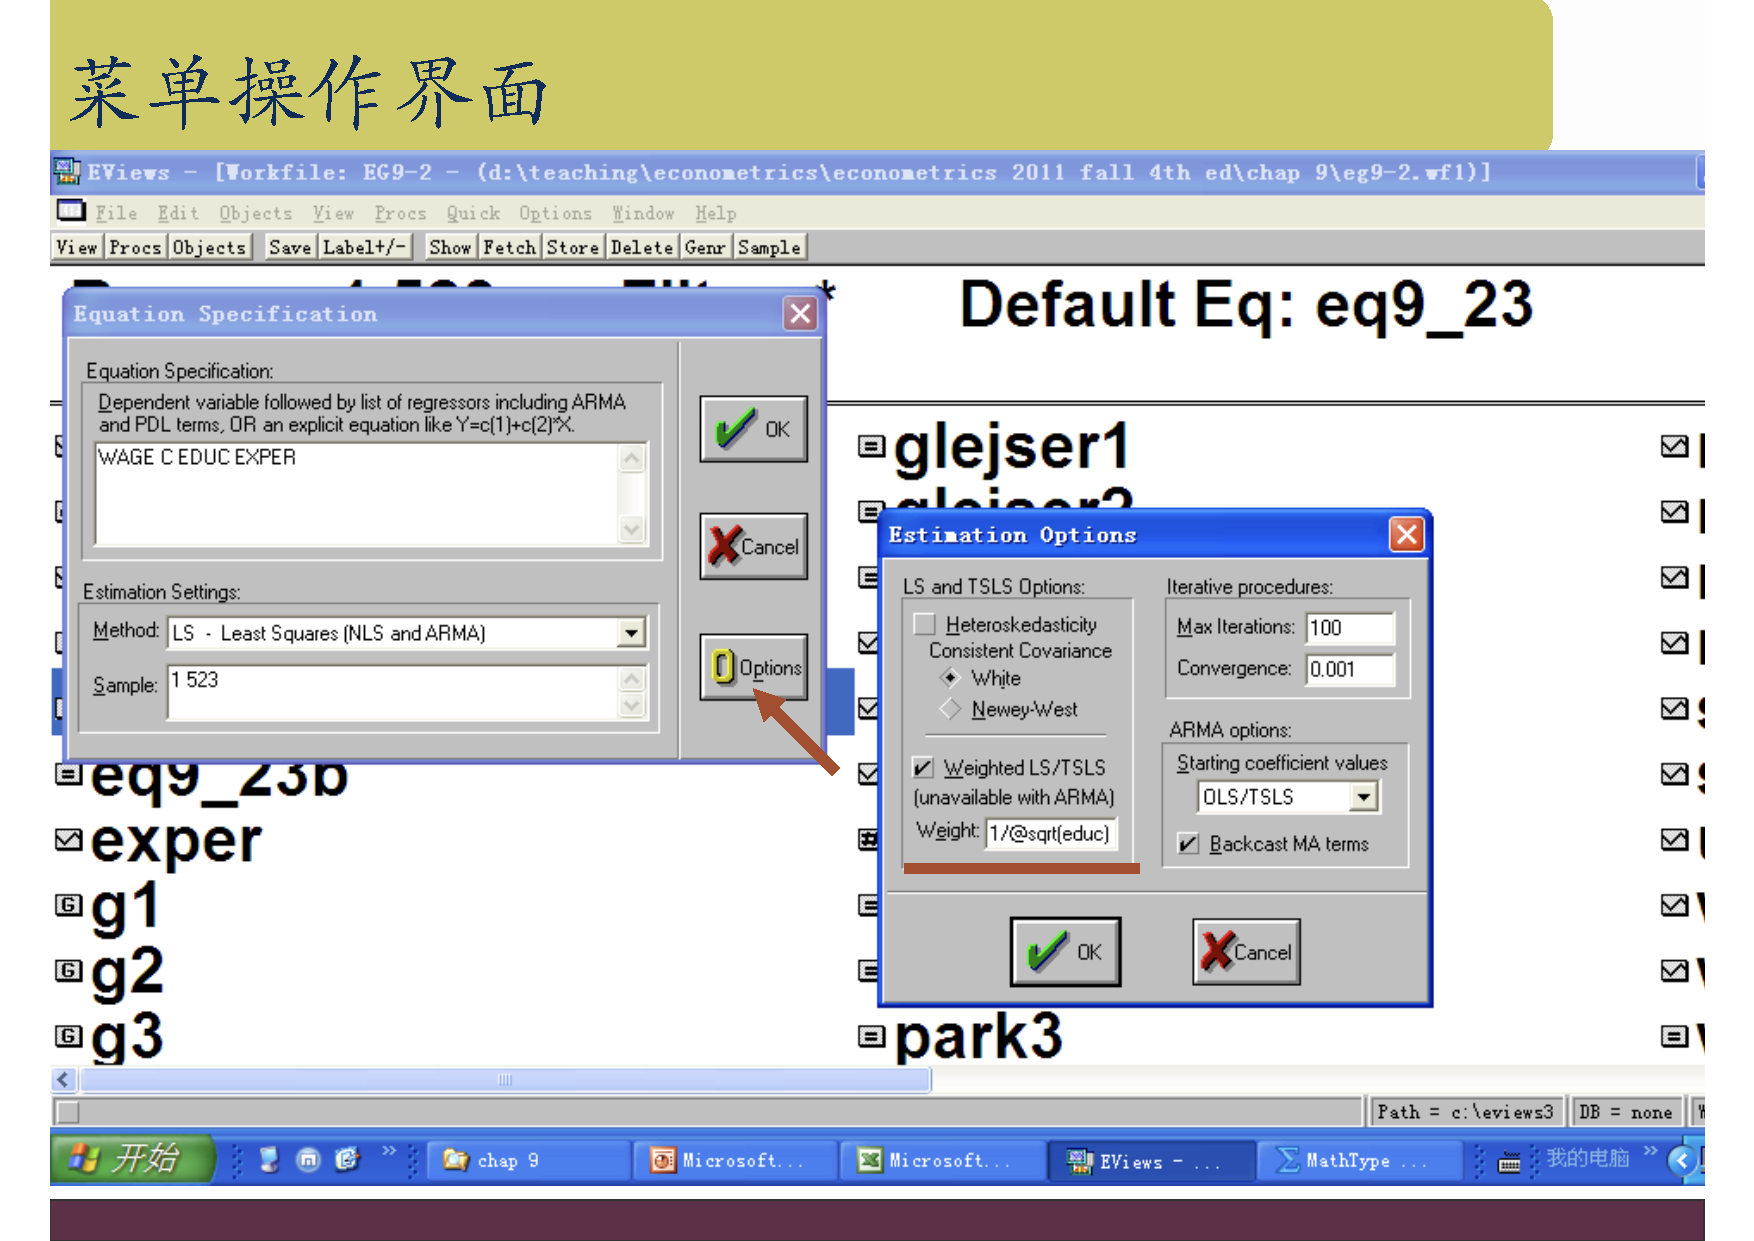 菜单操作界面
EViews - [Workfile: EG9-2 - (d:\teaching\econometrics\econometrics 2011 fall 4th ed\chap 9\eg9-2.wf1)]
File Edit Objects View Procs Quick Options Window Help
View Procs Objects Save Label+/- Show Fetch Store Delete Genr Sample
Default Eq: eq9_23
Equation Specification
Equation Specification:
Dependent variable followed by list of regressors including ARMA
and PDL terms, OR an explicit equation like Y=c(1)+c(2)*X.
WAGE C EDUC EXPER
OK
Cancel
Estimation Settings:
Method: LS - Least Squares (NLS and ARMA)
Sample: 1 523
Options
glejser1
glejser2
Estimation Options
LS and TSLS Options:
Heteroskedasticity
Consistent Covariance
White
Newey-West
Weighted LS/TSLS
(unavailable with ARMA)
Weight: 1/@sqrt(educ)
Iterative procedures:
Max Iterations: 100
Convergence: 0.001
ARMA options:
Starting coefficient values
OLS/TSLS
Backcast MA terms
OK
Cancel
eq9_23b
exper
g1
g2
g3
park3
Path = c:\eviews3 DB = none
开始
chap 9
Microsoft...
Microsoft...
EViews - ...
MathType ...
我的电脑